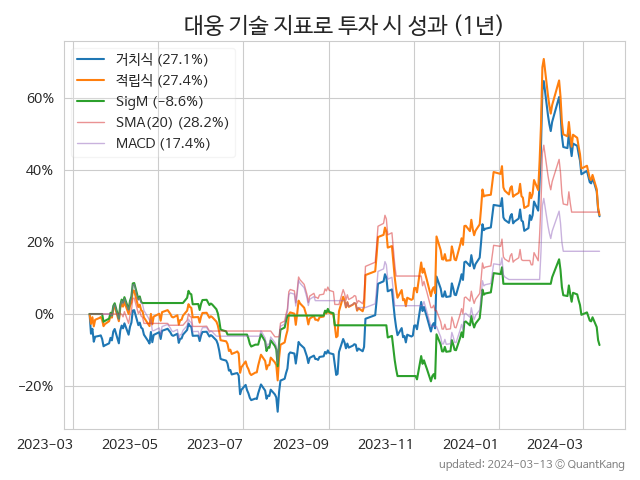 대웅 기술 지표로 투자 시 성과 (1년)
거치식 (27.1%)
적립식 (27.4%)
SigM (−8.6%)
SMA(20) (28.2%)
MACD (17.4%)
60%
40%
20%
0%
−20%
2023-03 2023-05 2023-07 2023-09 2023-11 2024-01 2024-03
updated: 2024-03-13 ⓒ QuantKang